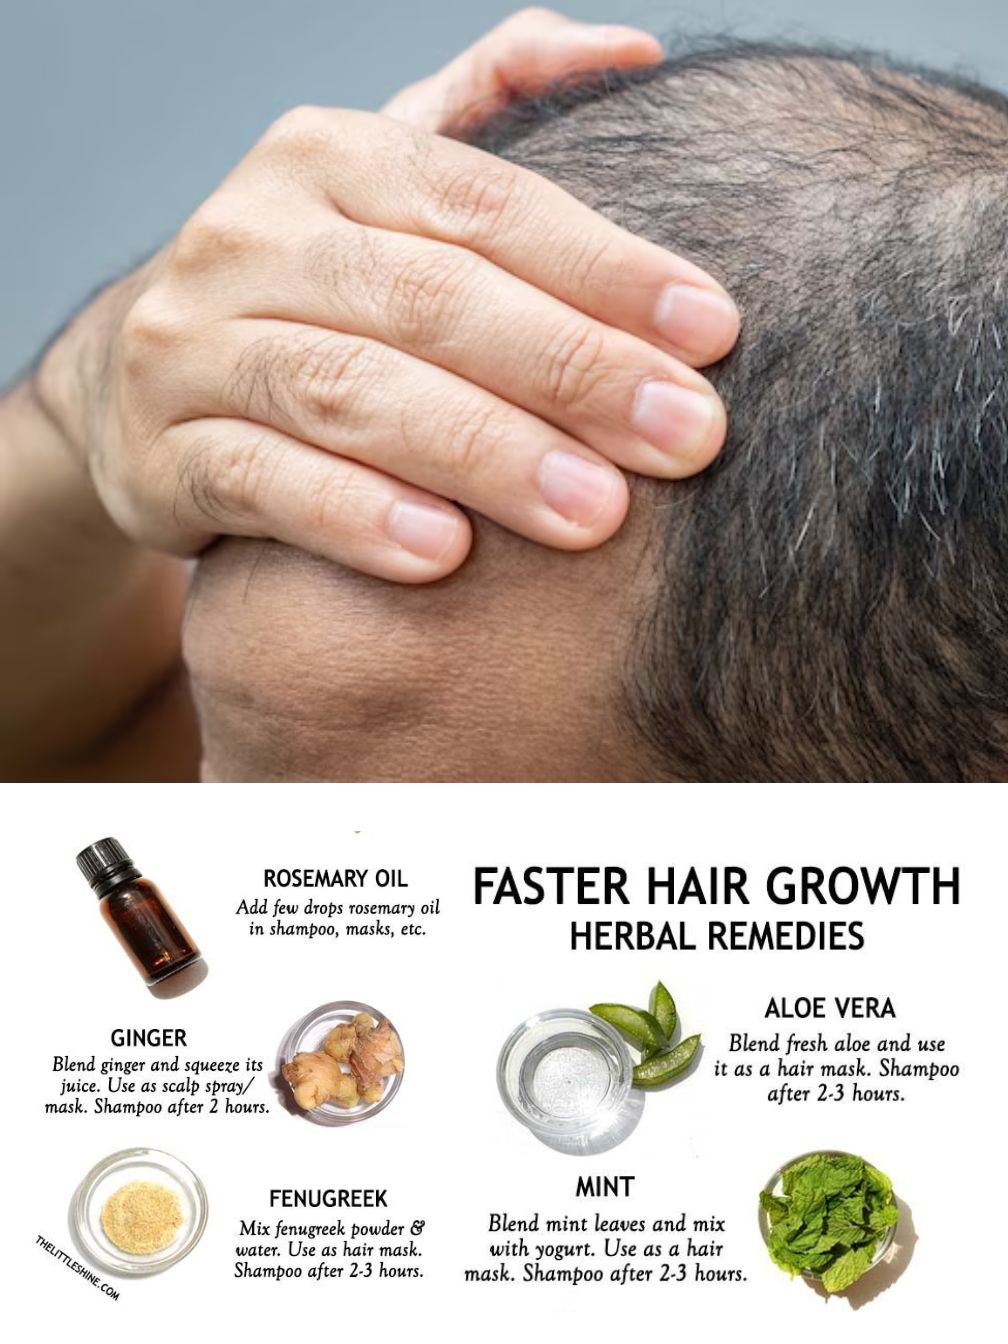 ROSEMARY OIL
Add few drops rosemary oil
in shampoo, masks, etc.
FASTER HAIR GROWTH
HERBAL REMEDIES
GINGER
Blend ginger and squeeze its
juice. Use as scalp spray/
mask. Shampoo after 2 hours.
ALOE VERA
Blend fresh aloe and use
it as a hair mask. Shampoo
after 2-3 hours.
FENUGREEK
Mix fenugreek powder &
water. Use as hair mask.
Shampoo after 2-3 hours.
MINT
Blend mint leaves and mix
with yogurt. Use as a hair
mask. Shampoo after 2-3 hours.
THELITTLESHINE.COM